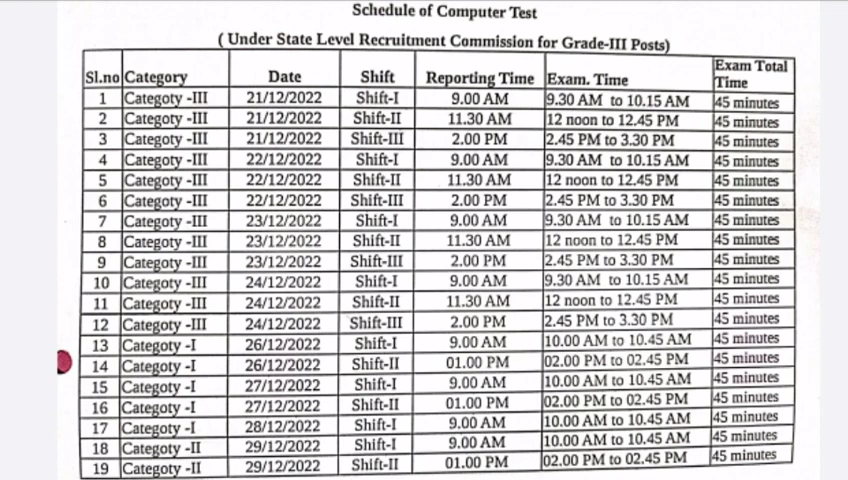 Schedule of Computer Test
( Under State Level Recruitment Commission for Grade-III Posts)
Sl.no Category Date Shift Reporting Time Exam. Time Exam Total Time
1 Categoty -III 21/12/2022 Shift-I 9.00 AM 9.30 AM to 10.15 AM 45 minutes
2 Categoty -III 21/12/2022 Shift-II 11.30 AM 12 noon to 12.45 PM 45 minutes
3 Categoty -III 21/12/2022 Shift-III 2.00 PM 2.45 PM to 3.30 PM 45 minutes
4 Categoty -III 22/12/2022 Shift-I 9.00 AM 9.30 AM to 10.15 AM 45 minutes
5 Categoty -III 22/12/2022 Shift-II 11.30 AM 12 noon to 12.45 PM 45 minutes
6 Categoty -III 22/12/2022 Shift-III 2.00 PM 2.45 PM to 3.30 PM 45 minutes
7 Categoty -III 23/12/2022 Shift-I 9.00 AM 9.30 AM to 10.15 AM 45 minutes
8 Categoty -III 23/12/2022 Shift-II 11.30 AM 12 noon to 12.45 PM 45 minutes
9 Categoty -III 23/12/2022 Shift-III 2.00 PM 2.45 PM to 3.30 PM 45 minutes
10 Categoty -III 24/12/2022 Shift-I 9.00 AM 9.30 AM to 10.15 AM 45 minutes
11 Categoty -III 24/12/2022 Shift-II 11.30 AM 12 noon to 12.45 PM 45 minutes
12 Categoty -III 24/12/2022 Shift-III 2.00 PM 2.45 PM to 3.30 PM 45 minutes
13 Categoty -I 26/12/2022 Shift-I 9.00 AM 10.00 AM to 10.45 AM 45 minutes
14 Categoty -I 26/12/2022 Shift-II 01.00 PM 02.00 PM to 02.45 PM 45 minutes
15 Categoty -I 27/12/2022 Shift-I 9.00 AM 10.00 AM to 10.45 AM 45 minutes
16 Categoty -I 27/12/2022 Shift-II 01.00 PM 02.00 PM to 02.45 PM 45 minutes
17 Categoty -I 28/12/2022 Shift-I 9.00 AM 10.00 AM to 10.45 AM 45 minutes
18 Categoty -II 29/12/2022 Shift-I 9.00 AM 10.00 AM to 10.45 AM 45 minutes
19 Categoty -II 29/12/2022 Shift-II 01.00 PM 02.00 PM to 02.45 PM 45 minutes